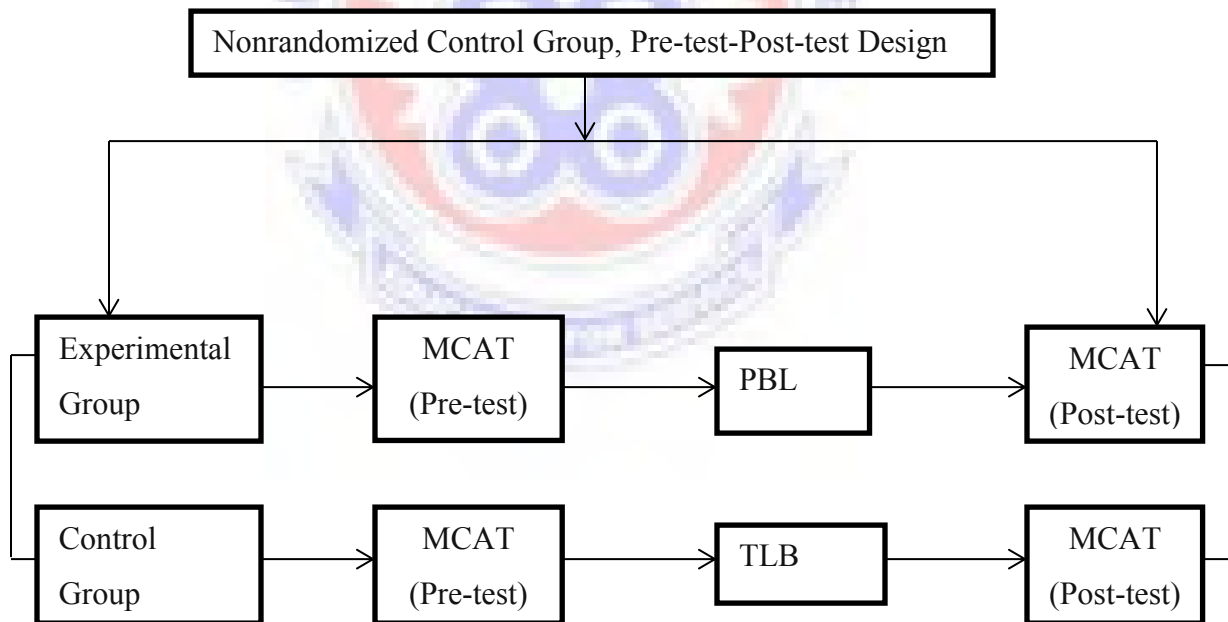 Nonrandomized Control Group, Pre-test-Post-test Design
Experimental
Group
MCAT
(Pre-test)
PBL
MCAT
(Post-test)
Control
Group
MCAT
(Pre-test)
TLB
MCAT
(Post-test)